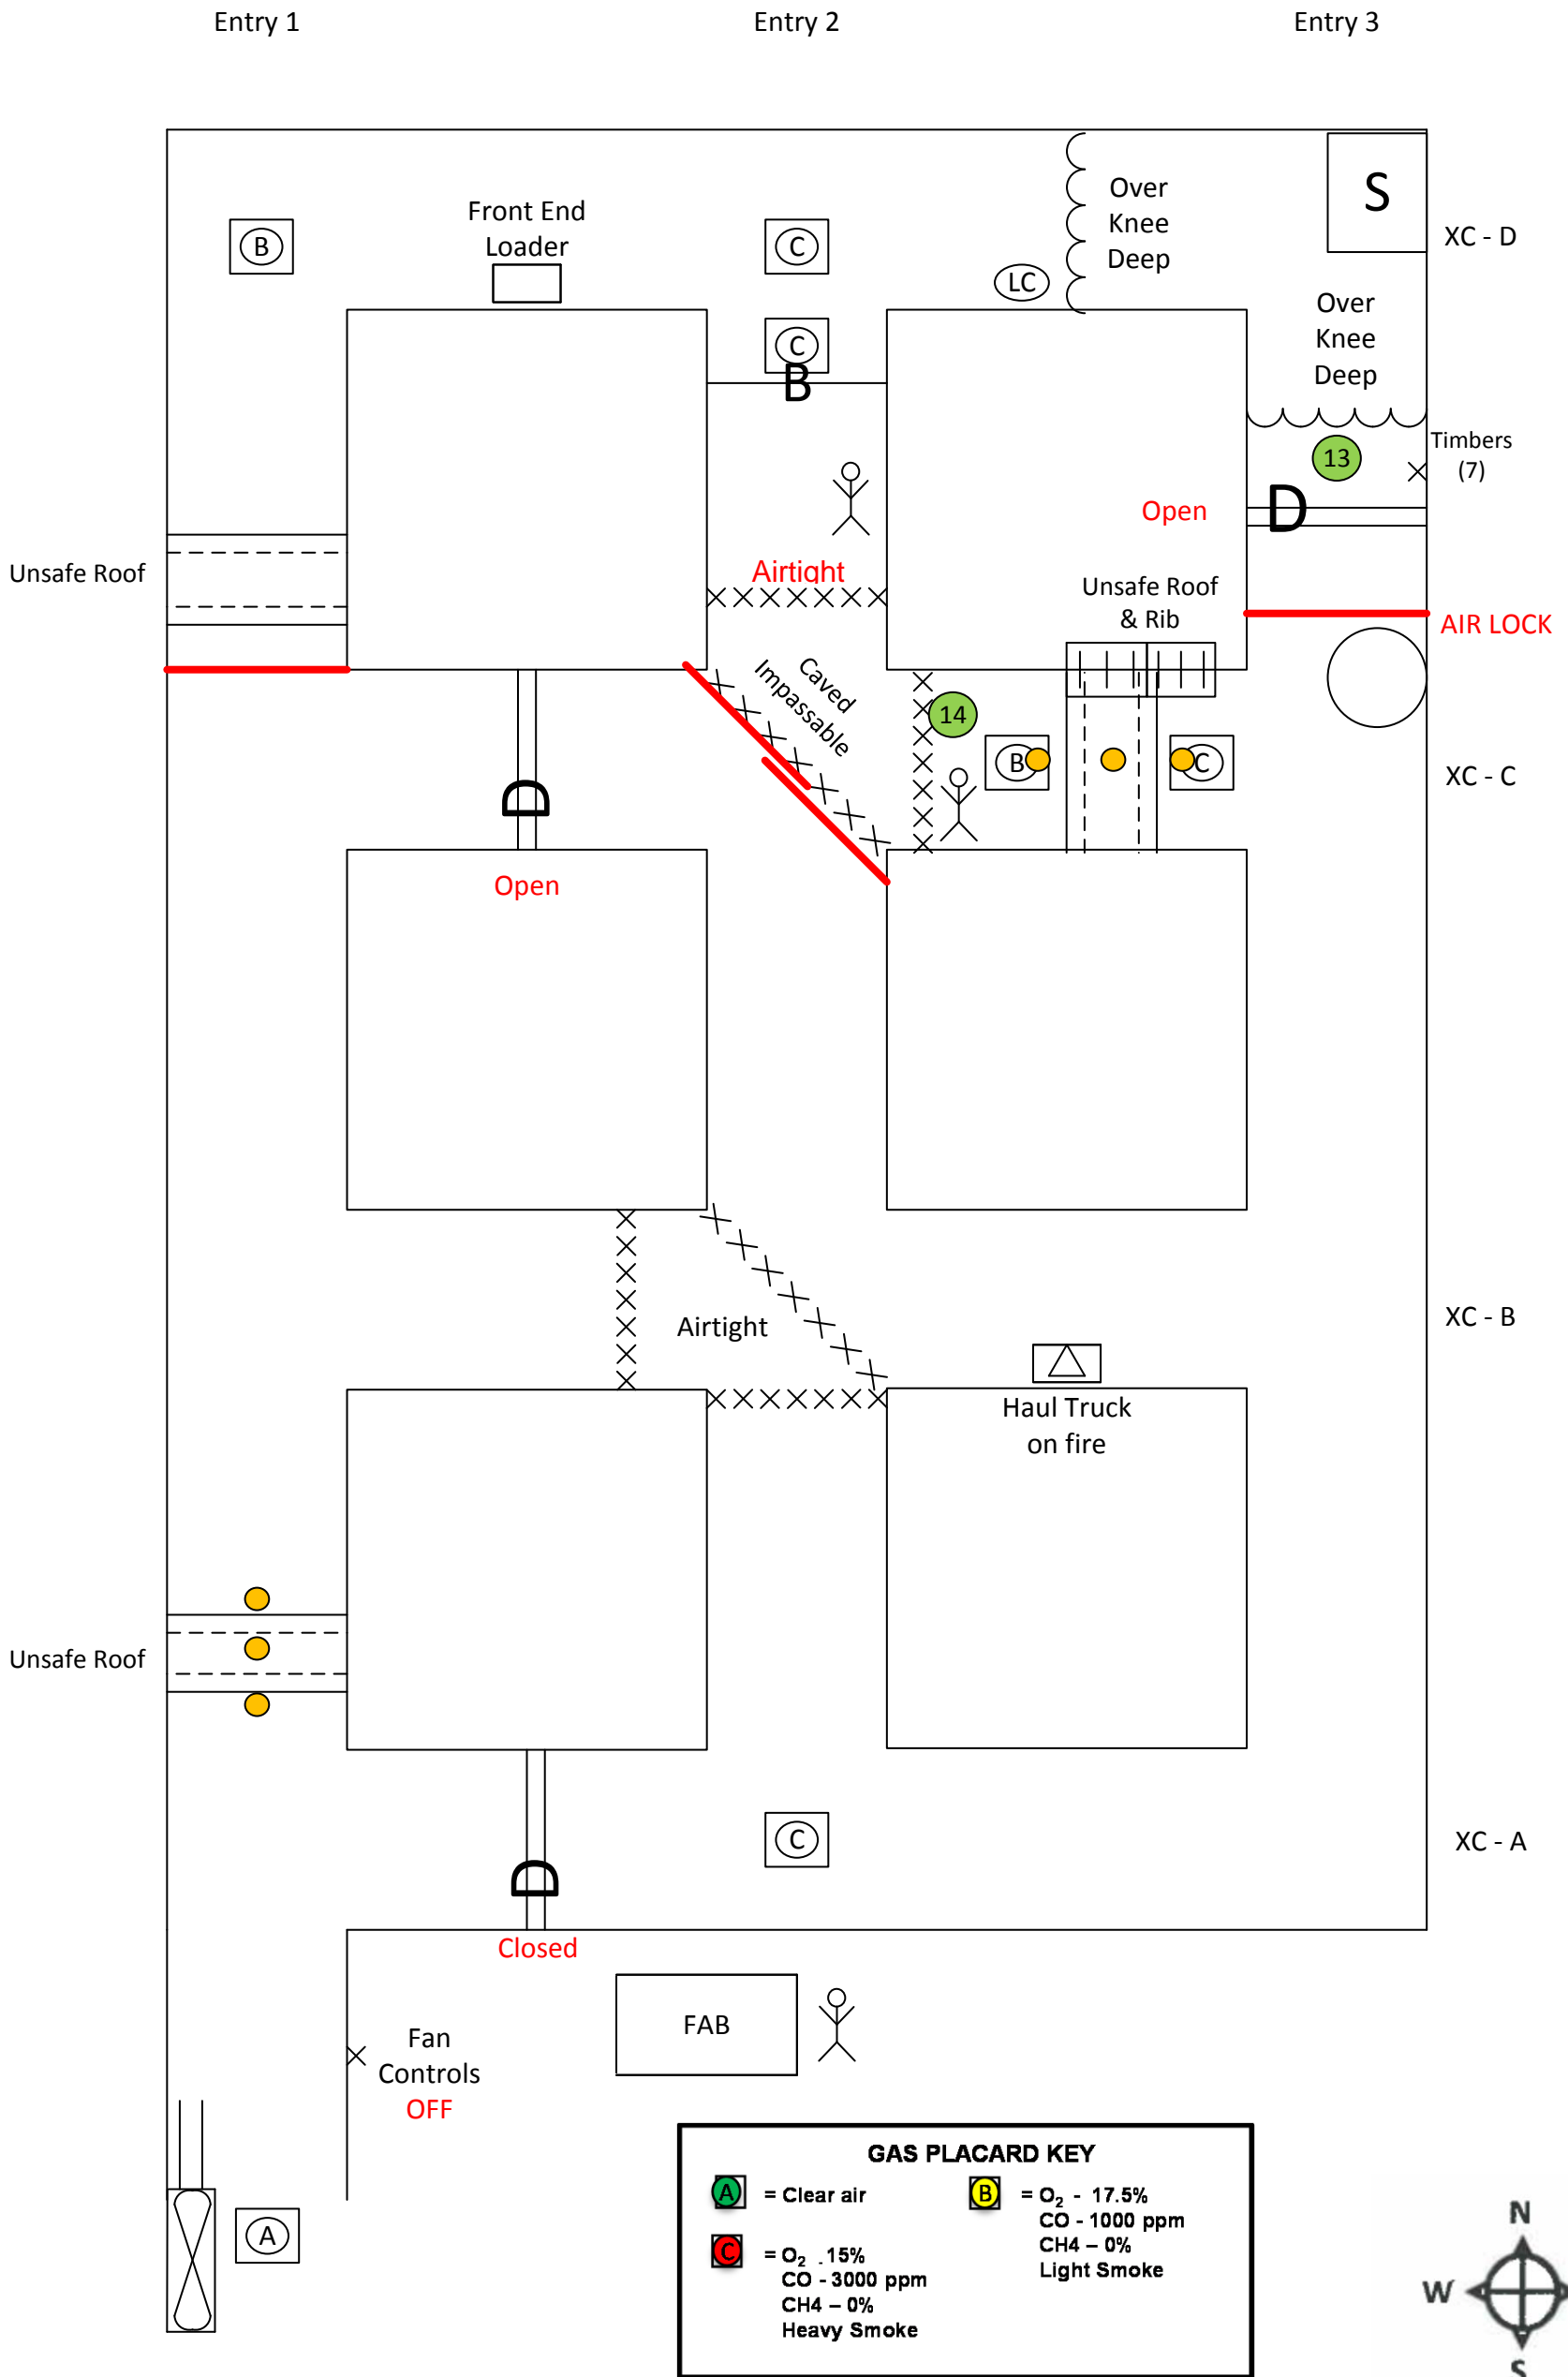 Entry 1
Entry 2
Entry 3
Front End
Loader
Over
Knee
Deep
S
XC - D
B
C
LC
C
B
Over
Knee
Deep
13
Timbers
(7)
Open
D
Airtight
Unsafe Roof
Unsafe Roof
& Rib
AIR LOCK
Caved
Impassable
14
B
C
XC - C
D
Open
Airtight
XC - B
Haul Truck
on fire
Unsafe Roof
C
XC - A
D
Closed
FAB
Fan
Controls
OFF
A
GAS PLACARD KEY
A = Clear air
B = O2 - 17.5%
CO - 1000 ppm
CH4 – 0%
Light Smoke
C = O2 . 15%
CO - 3000 ppm
CH4 – 0%
Heavy Smoke
N
W
S